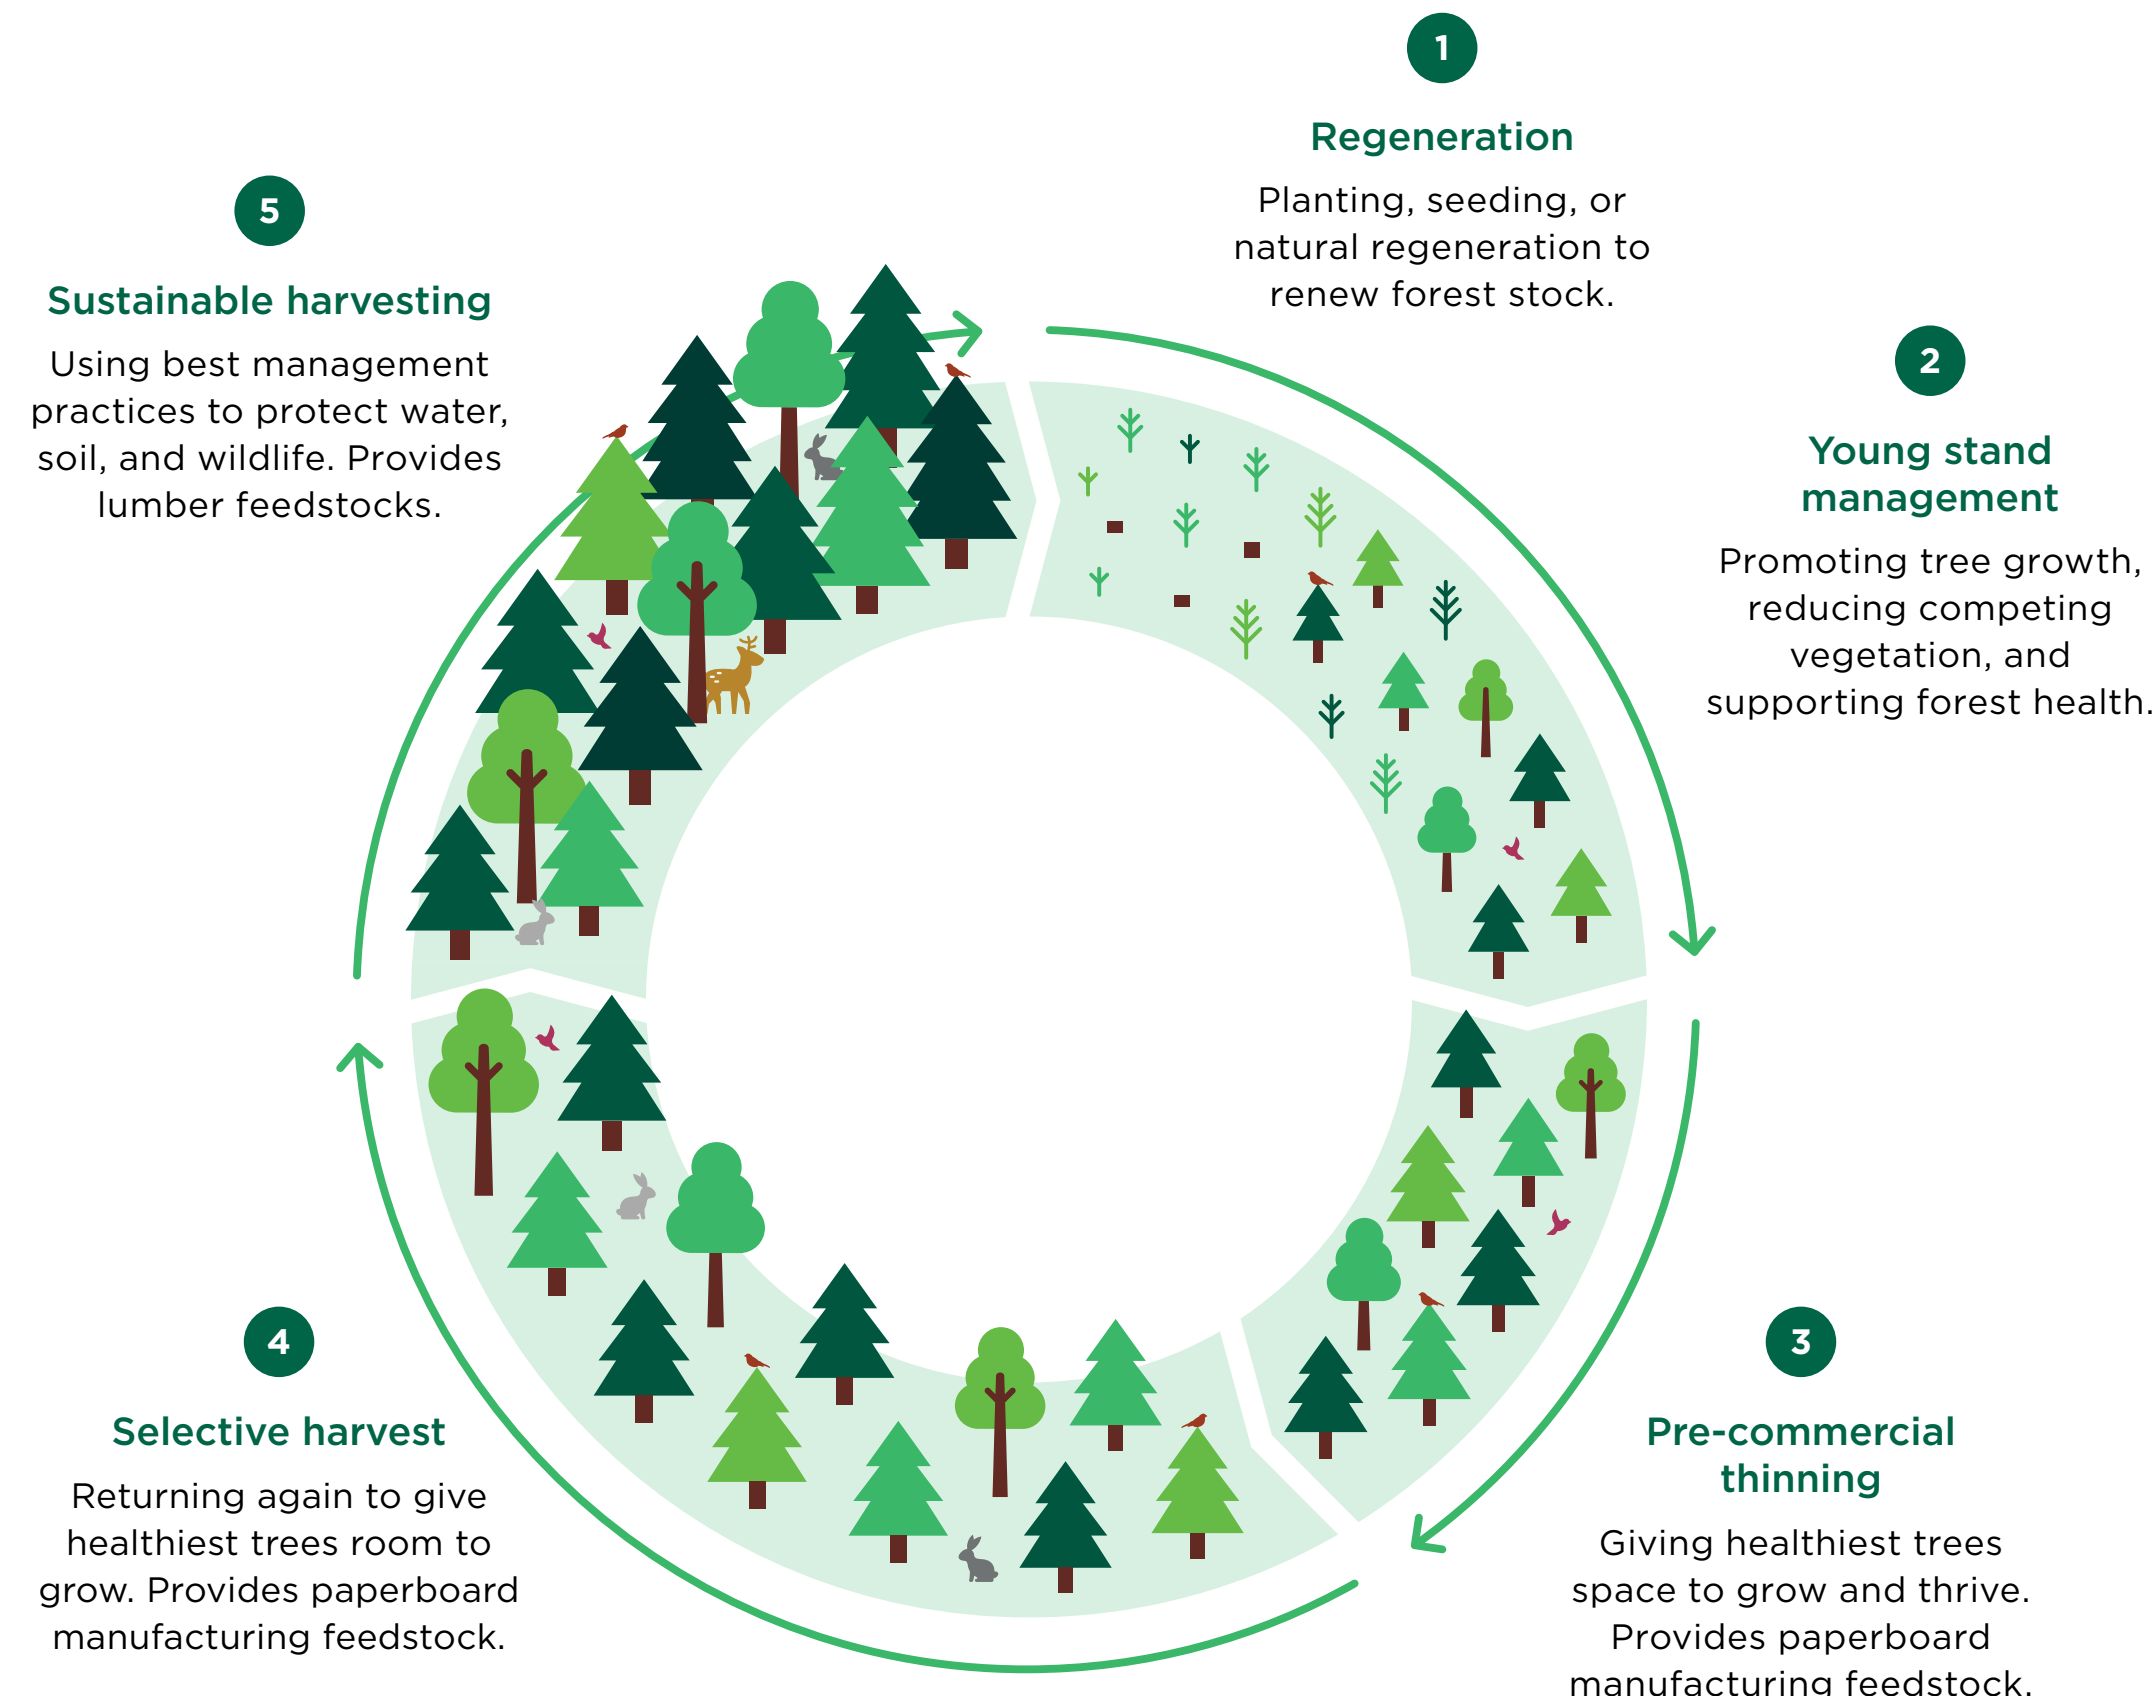 1
Regeneration
Planting, seeding, or
natural regeneration to
renew forest stock.
2
Young stand
management
Promoting tree growth,
reducing competing
vegetation, and
supporting forest health.
3
Pre-commercial
thinning
Giving healthiest trees
space to grow and thrive.
Provides paperboard
manufacturing feedstock.
4
Selective harvest
Returning again to give
healthiest trees room to
grow. Provides paperboard
manufacturing feedstock.
5
Sustainable harvesting
Using best management
practices to protect water,
soil, and wildlife. Provides
lumber feedstocks.